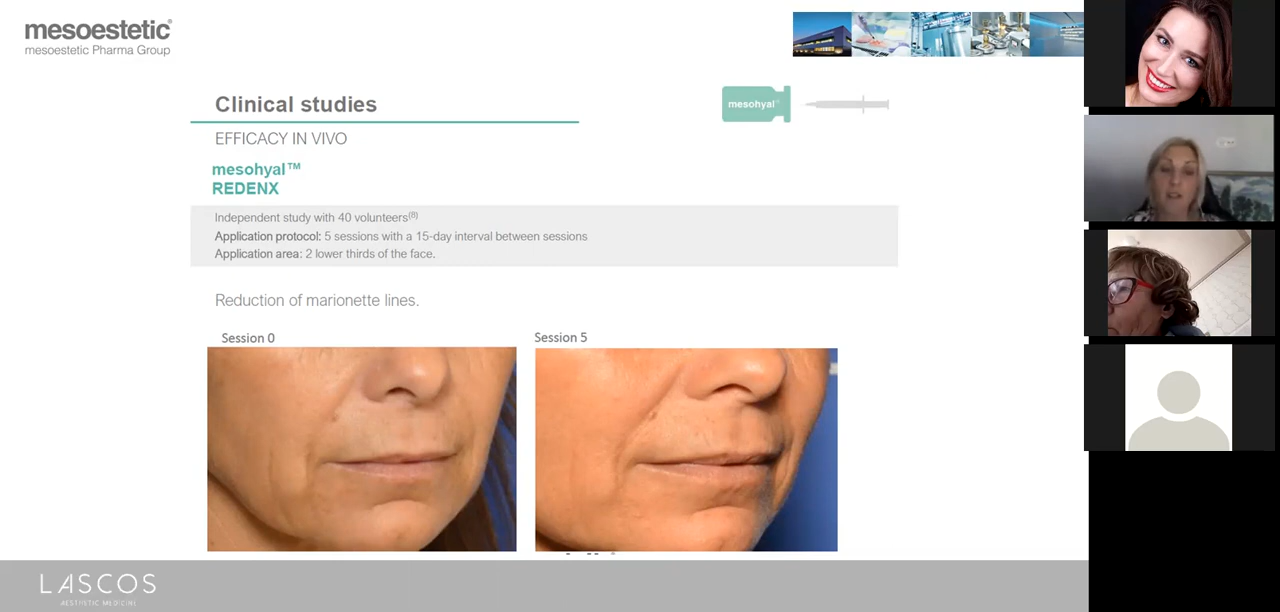 mesoestetic®
mesoestetic Pharma Group
Clinical studies
mesohyal™
EFFICACY IN VIVO
mesohyal™
REDENX
Independent study with 40 volunteers(8)
Application protocol: 5 sessions with a 15-day interval between sessions
Application area: 2 lower thirds of the face.
Reduction of marionette lines.
Session 0
Session 5
LASCOS
AESTHETIC MEDICINE